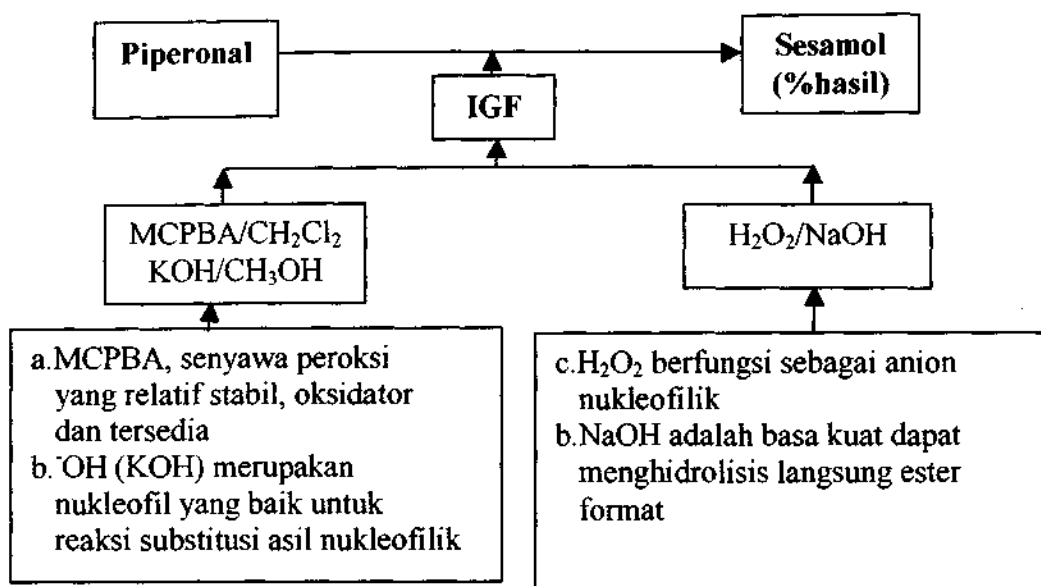 Piperonal
Sesamol
(%hasil)
IGF
MCPBA/CH₂Cl₂
KOH/CH₃OH
H₂O₂/NaOH
a.MCPBA, senyawa peroksi
yang relatif stabil, oksidator
dan tersedia
b.⁻OH (KOH) merupakan
nukleofil yang baik untuk
reaksi substitusi asil nukleofilik
c.H₂O₂ berfungsi sebagai anion
nukleofilik
b.NaOH adalah basa kuat dapat
menghidrolisis langsung ester
format